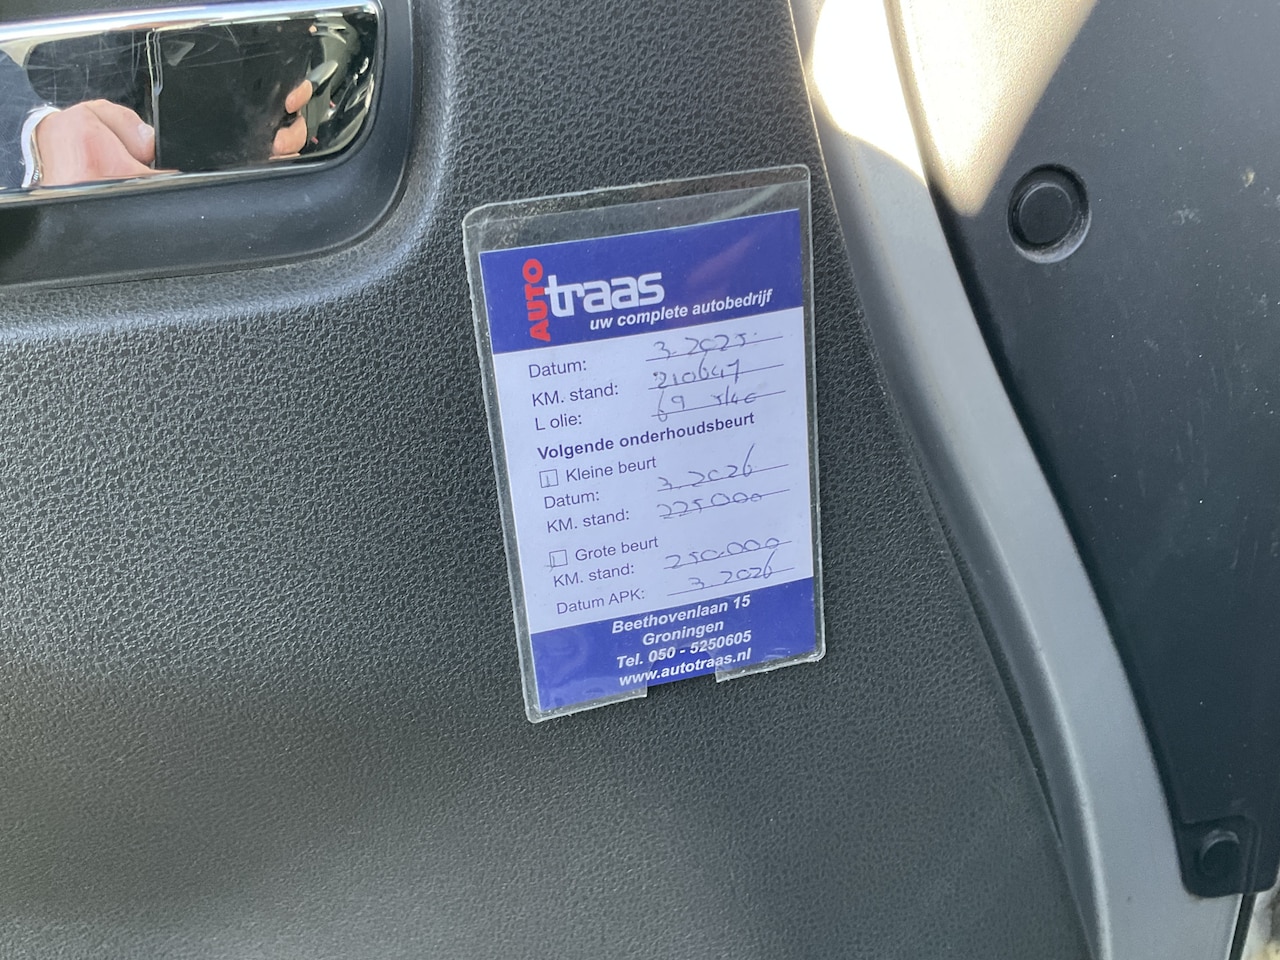 AUTO traas
uw complete autobedrijf
Datum: 3-2025
KM. stand: 210647
L olie:
Volgende onderhoudsbeurt
Kleine beurt
Datum: 3-2026
KM. stand: 225000
Grote beurt
KM. stand: 250.000
Datum APK: 3 2026
Beethovenlaan 15
Groningen
Tel. 050 - 5250605
www.autotraas.nl